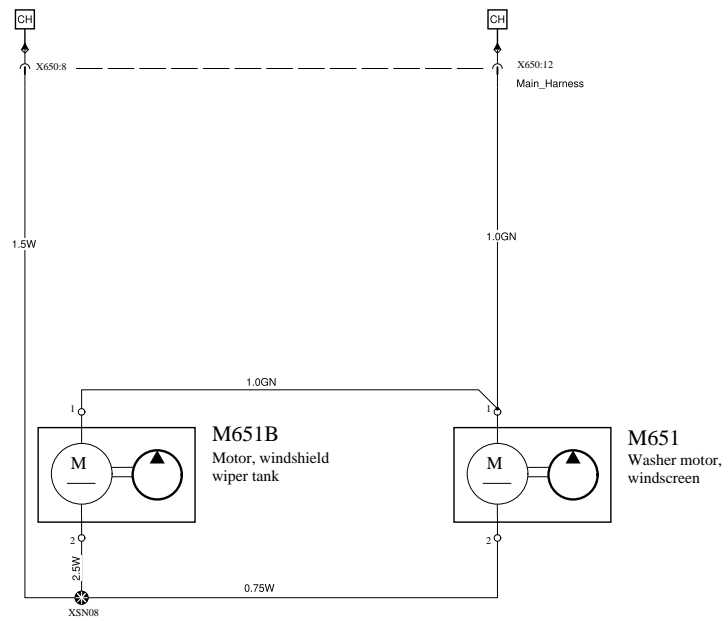 CH
CH
X650:8
X650:12
Main_Harness
1.5W
1.0GN
1.0GN
1
1
M651B
Motor, windshield
wiper tank
M
M651
Washer motor,
windscreen
M
2
2
2.5W
0.75W
XSN08